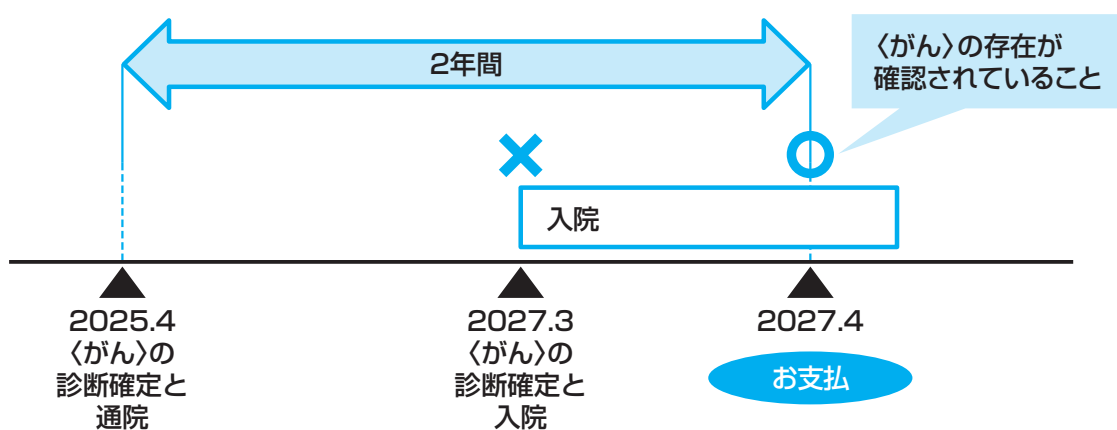 2年間
〈がん〉の存在が
確認されていること
入院
2025.4
〈がん〉の
診断確定と
通院
2027.3
〈がん〉の
診断確定と
入院
2027.4
お支払